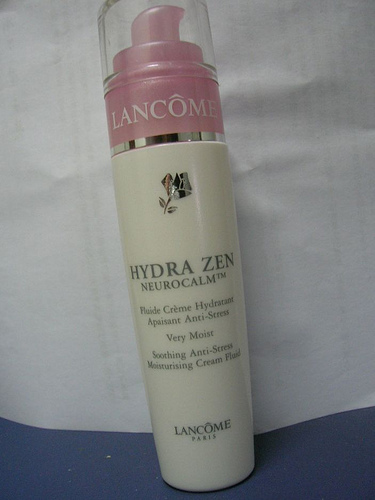 LANCÔME
HYDRA ZEN
NEUROCALM™
Fluide Crème Hydratant
Apaisant Anti-Stress
Very Moist
Soothing Anti-Stress
Moisturising Cream Fluid
LANCÔME
PARIS